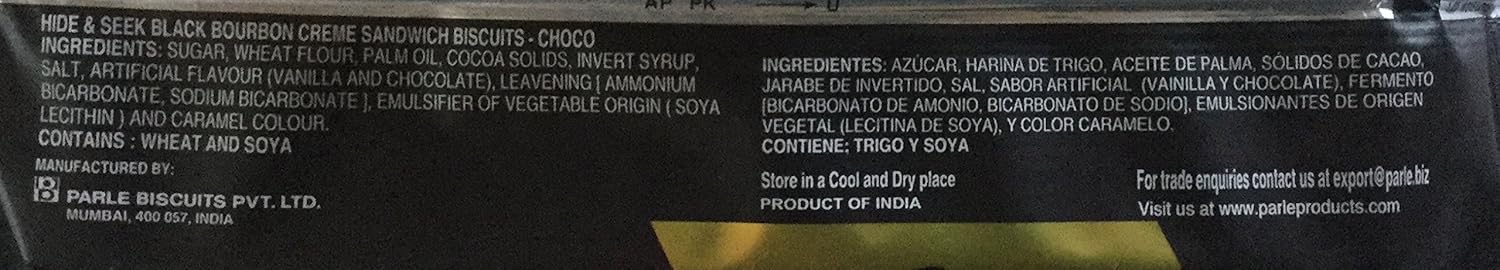 AP PK U
HIDE & SEEK BLACK BOURBON CREME SANDWICH BISCUITS - CHOCO
INGREDIENTS: SUGAR, WHEAT FLOUR, PALM OIL, COCOA SOLIDS, INVERT SYRUP,
SALT, ARTIFICIAL FLAVOUR (VANILLA AND CHOCOLATE), LEAVENING [ AMMONIUM
BICARBONATE, SODIUM BICARBONATE ], EMULSIFIER OF VEGETABLE ORIGIN ( SOYA
LECITHIN ) AND CARAMEL COLOUR.
CONTAINS : WHEAT AND SOYA
MANUFACTURED BY:
B PARLE BISCUITS PVT. LTD.
MUMBAI, 400 057, INDIA
INGREDIENTES: AZÚCAR, HARINA DE TRIGO, ACEITE DE PALMA, SÓLIDOS DE CACAO,
JARABE DE INVERTIDO, SAL, SABOR ARTIFICIAL (VAINILLA Y CHOCOLATE), FERMENTO
[BICARBONATO DE AMONIO, BICARBONATO DE SODIO], EMULSIONANTES DE ORIGEN
VEGETAL (LECITINA DE SOYA), Y COLOR CARAMELO.
CONTIENE: TRIGO Y SOYA
Store in a Cool and Dry place
PRODUCT OF INDIA
For trade enquiries contact us at export@parle.biz
Visit us at www.parleproducts.com